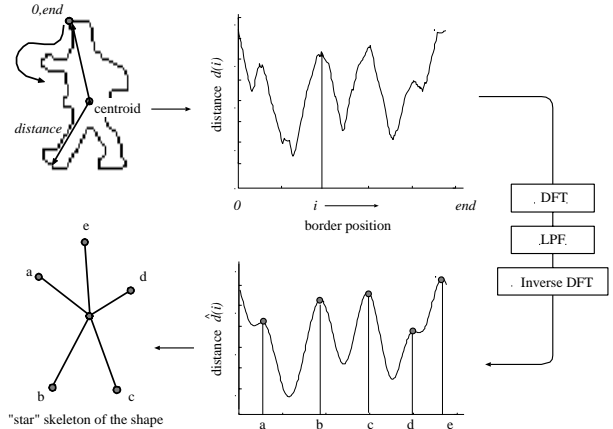 0,end
centroid
distance
distance d(i)
0
i
end
border position
DFT
LPF
Inverse DFT
e
a
d
b
c
"star" skeleton of the shape
distance d̂(i)
a
b
c
d
e